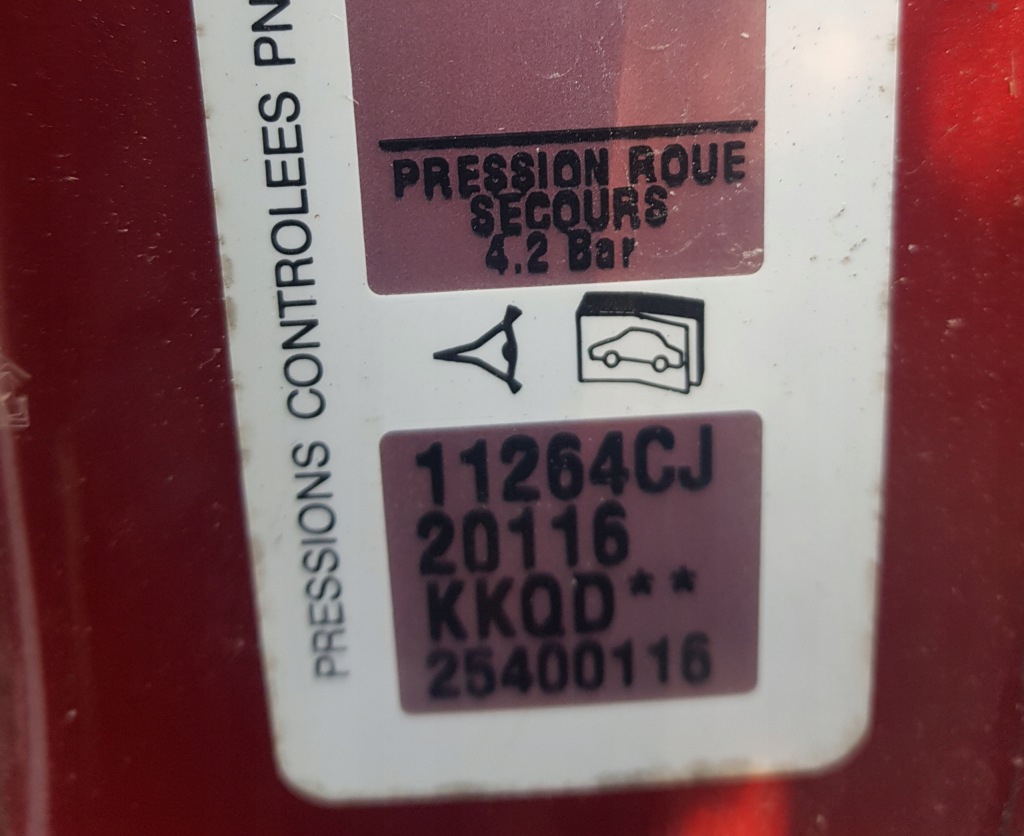 PRESSIONS CONTROLEES PN
PRESSION ROUE
SECOURS
4.2 Bar
11264CJ
20116
KKQD**
25400116